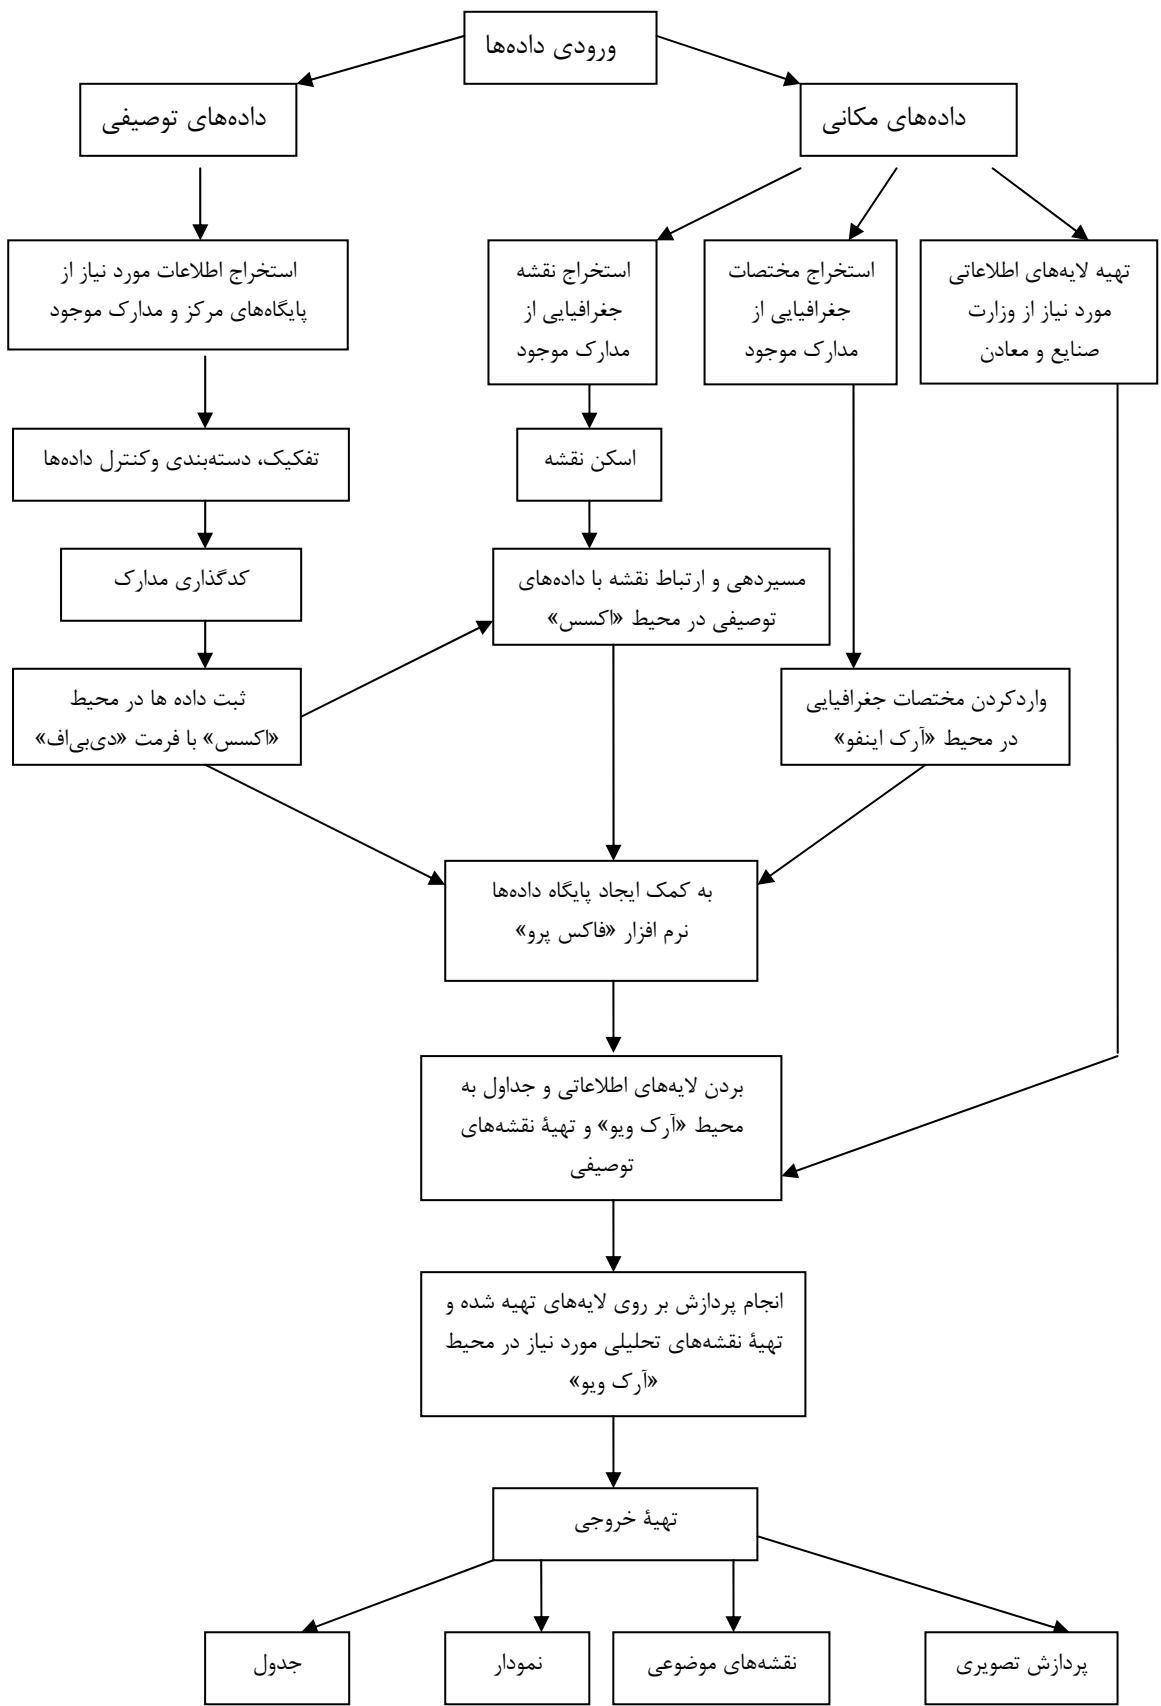 ورودی داده‌ها
داده‌های مکانی
داده‌های توصیفی
تهیه لایه‌های اطلاعاتی
مورد نیاز از وزارت
صنایع و معادن
استخراج مختصات
جغرافیایی از
مدارک موجود
استخراج نقشه
جغرافیایی از
مدارک موجود
استخراج اطلاعات مورد نیاز از
پایگاه‌های مرکز و مدارک موجود
اسکن نقشه
تفکیک، دسته‌بندی وکنترل داده‌ها
مسیردهی و ارتباط نقشه با داده‌های
توصیفی در محیط «اکسس»
کدگذاری مدارک
واردکردن مختصات جغرافیایی
در محیط «آرک اینفو»
ثبت داده ها در محیط
«اکسس» با فرمت «دی‌بی‌اف»
به کمک ایجاد پایگاه داده‌ها
نرم افزار «فاکس پرو»
بردن لایه‌های اطلاعاتی و جداول به
محیط «آرک ویو» و تهیۀ نقشه‌های
توصیفی
انجام پردازش بر روی لایه‌های تهیه شده و
تهیۀ نقشه‌های تحلیلی مورد نیاز در محیط
«آرک ویو»
تهیۀ خروجی
پردازش تصویری
نقشه‌های موضوعی
نمودار
جدول